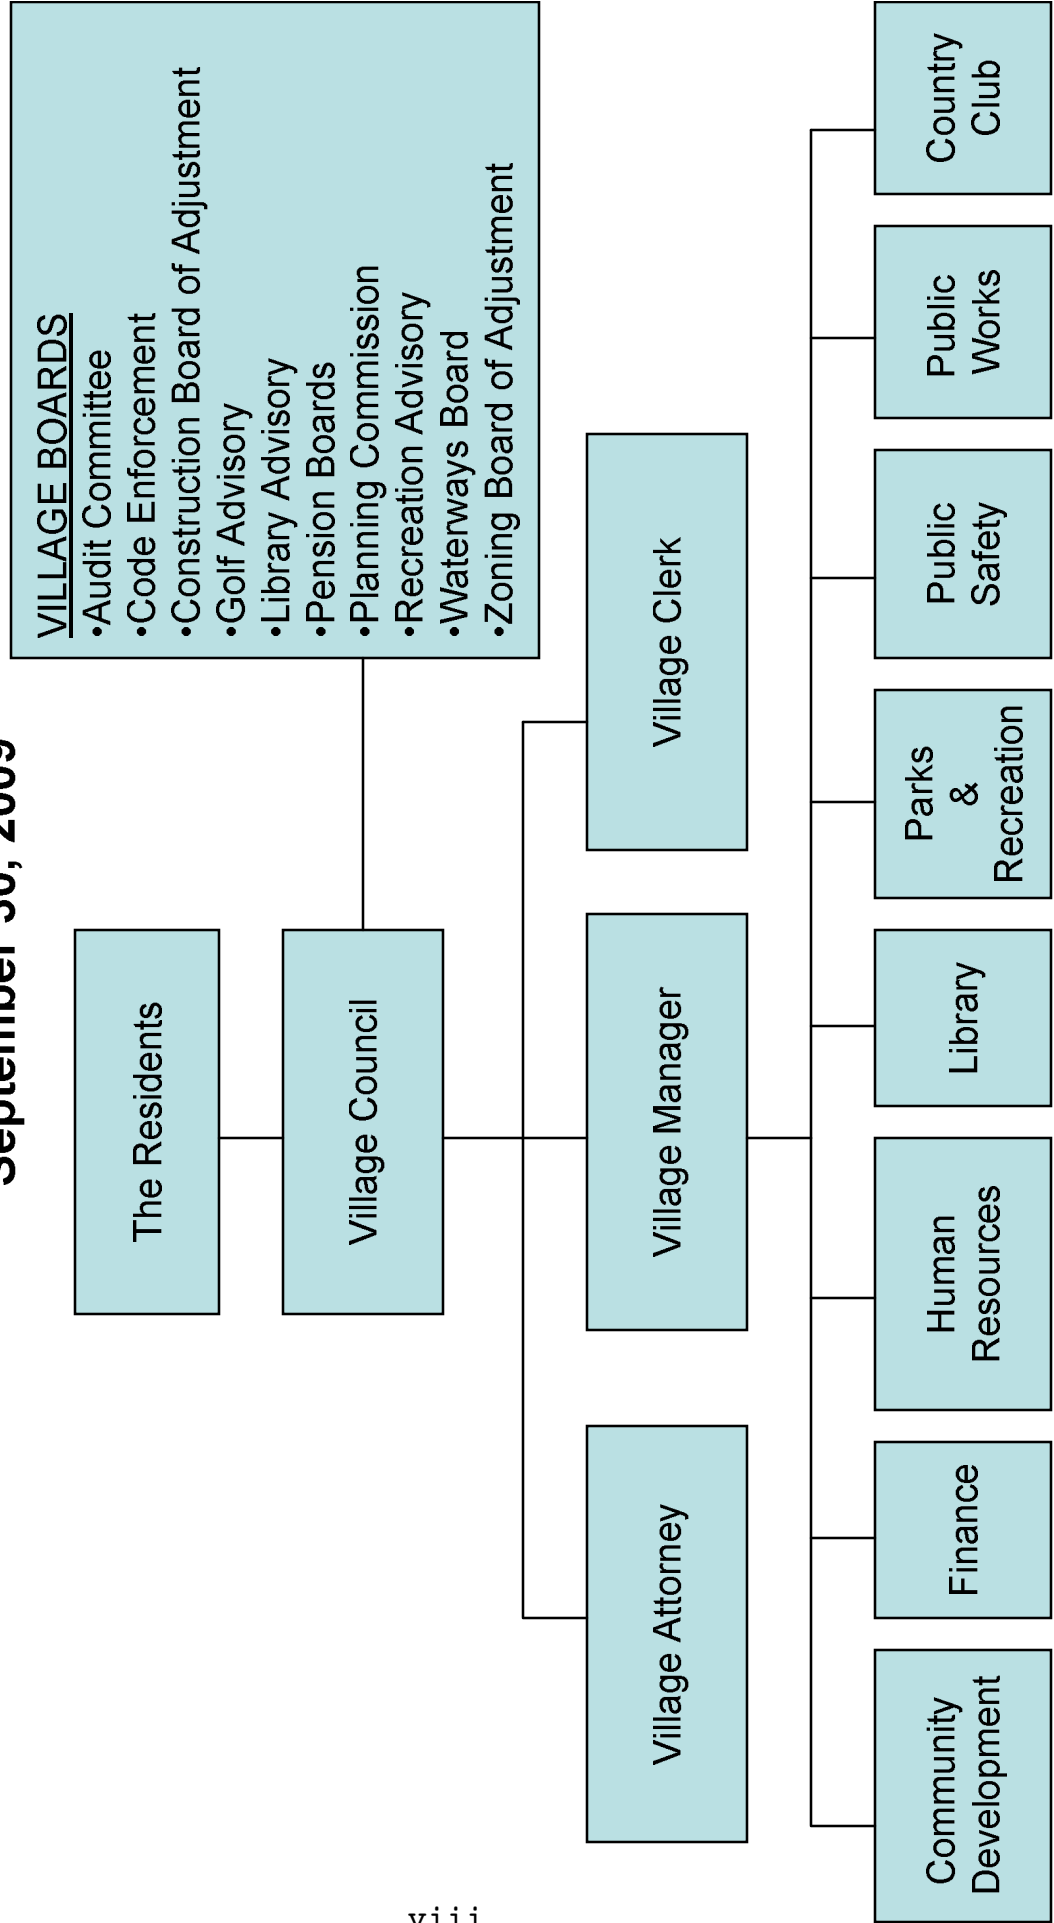 September 30, 2009
The Residents
Village Council
VILLAGE BOARDS
•Audit Committee
•Code Enforcement
•Construction Board of Adjustment
•Golf Advisory
•Library Advisory
•Pension Boards
•Planning Commission
•Recreation Advisory
•Waterways Board
•Zoning Board of Adjustment
Village Attorney
Village Manager
Village Clerk
Community
Development
Finance
Human
Resources
Library
Parks
&
Recreation
Public
Safety
Public
Works
Country
Club
viii